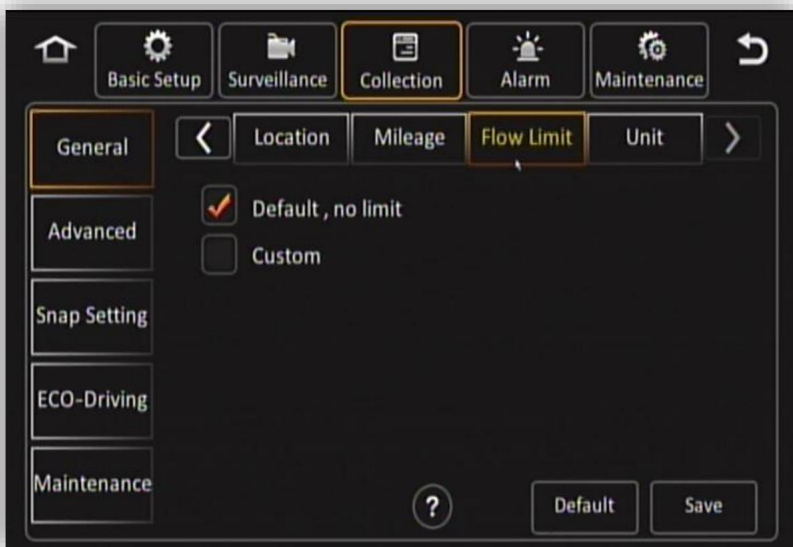 Basic Setup
Surveillance
Collection
Alarm
Maintenance
General
Location
Mileage
Flow Limit
Unit
Default , no limit
Advanced
Custom
Snap Setting
ECO-Driving
Maintenance
?
Default
Save